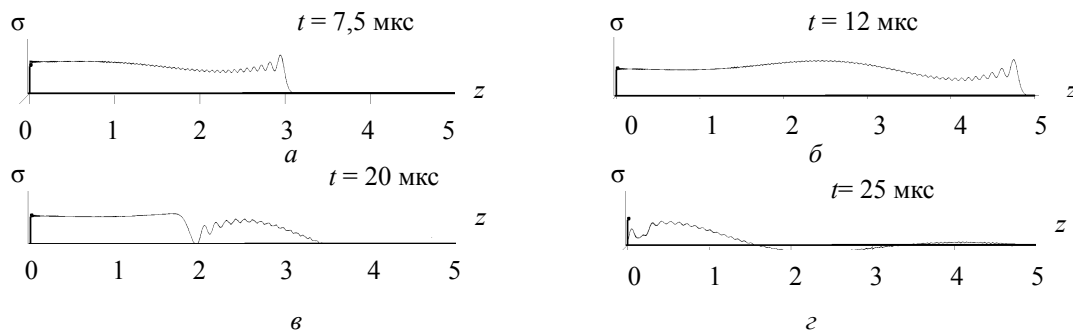 σ t = 7,5 мкс
z
0 1 2 3 4 5
а
σ t = 12 мкс
z
0 1 2 3 4 5
б
σ t = 20 мкс
z
0 1 2 3 4 5
в
σ t= 25 мкс
z
0 1 2 3 4 5
г